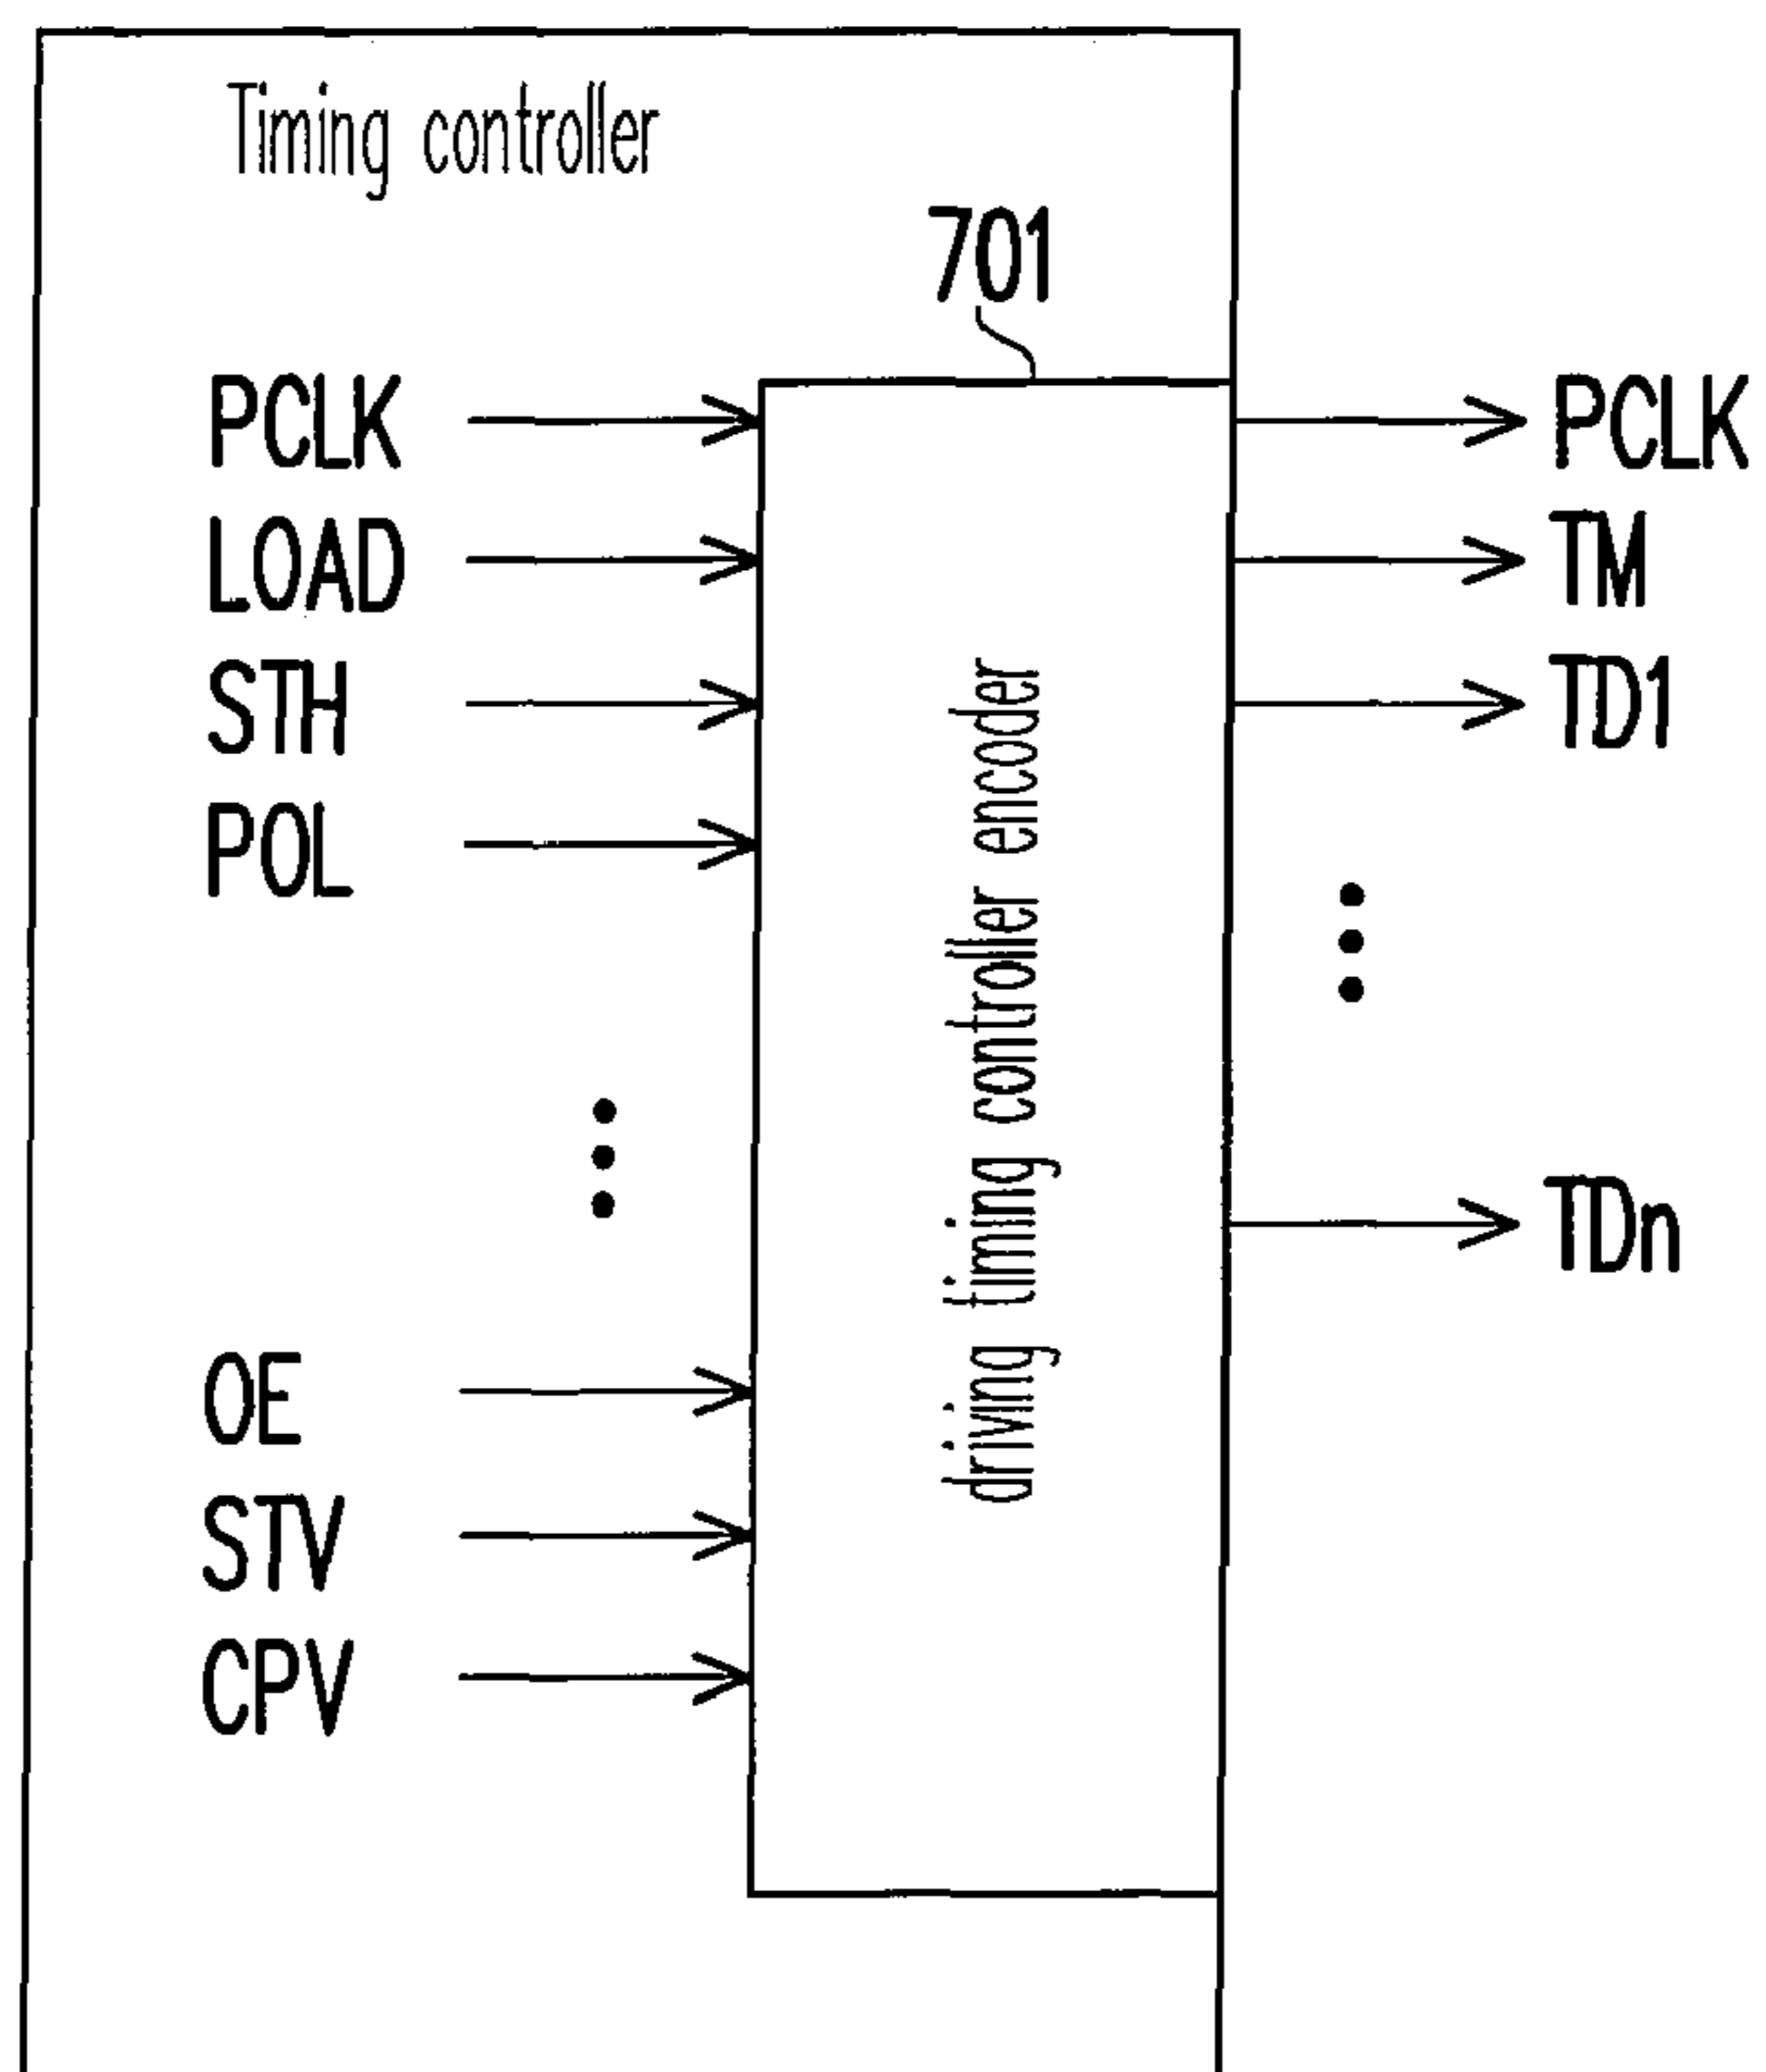 Timing controller
701
PCLK
LOAD
STH
POL
OE
STV
CPV
driving timing controller encoder
PCLK
TM
TD1
TDn